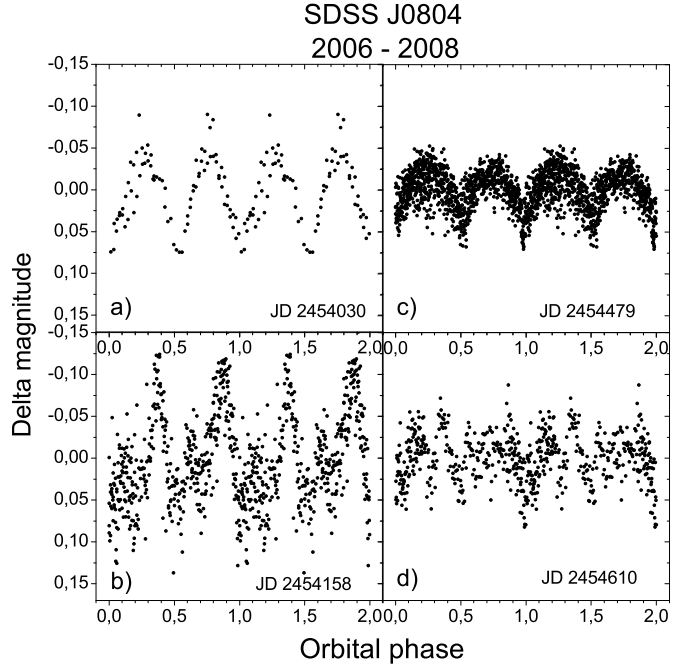 SDSS J0804
2006 - 2008
-0,15
-0,10
-0,05
0,00
0,05
0,10
0,15
a)
JD 2454030
c)
JD 2454479
-0,15
0,0 0,5 1,0 1,5 2,0 0,0 0,5 1,0 1,5 2,0
-0,10
-0,05
0,00
0,05
0,10
0,15
b)
JD 2454158
d)
JD 2454610
0,0 0,5 1,0 1,5 2,0 0,0 0,5 1,0 1,5 2,0
Delta magnitude
Orbital phase